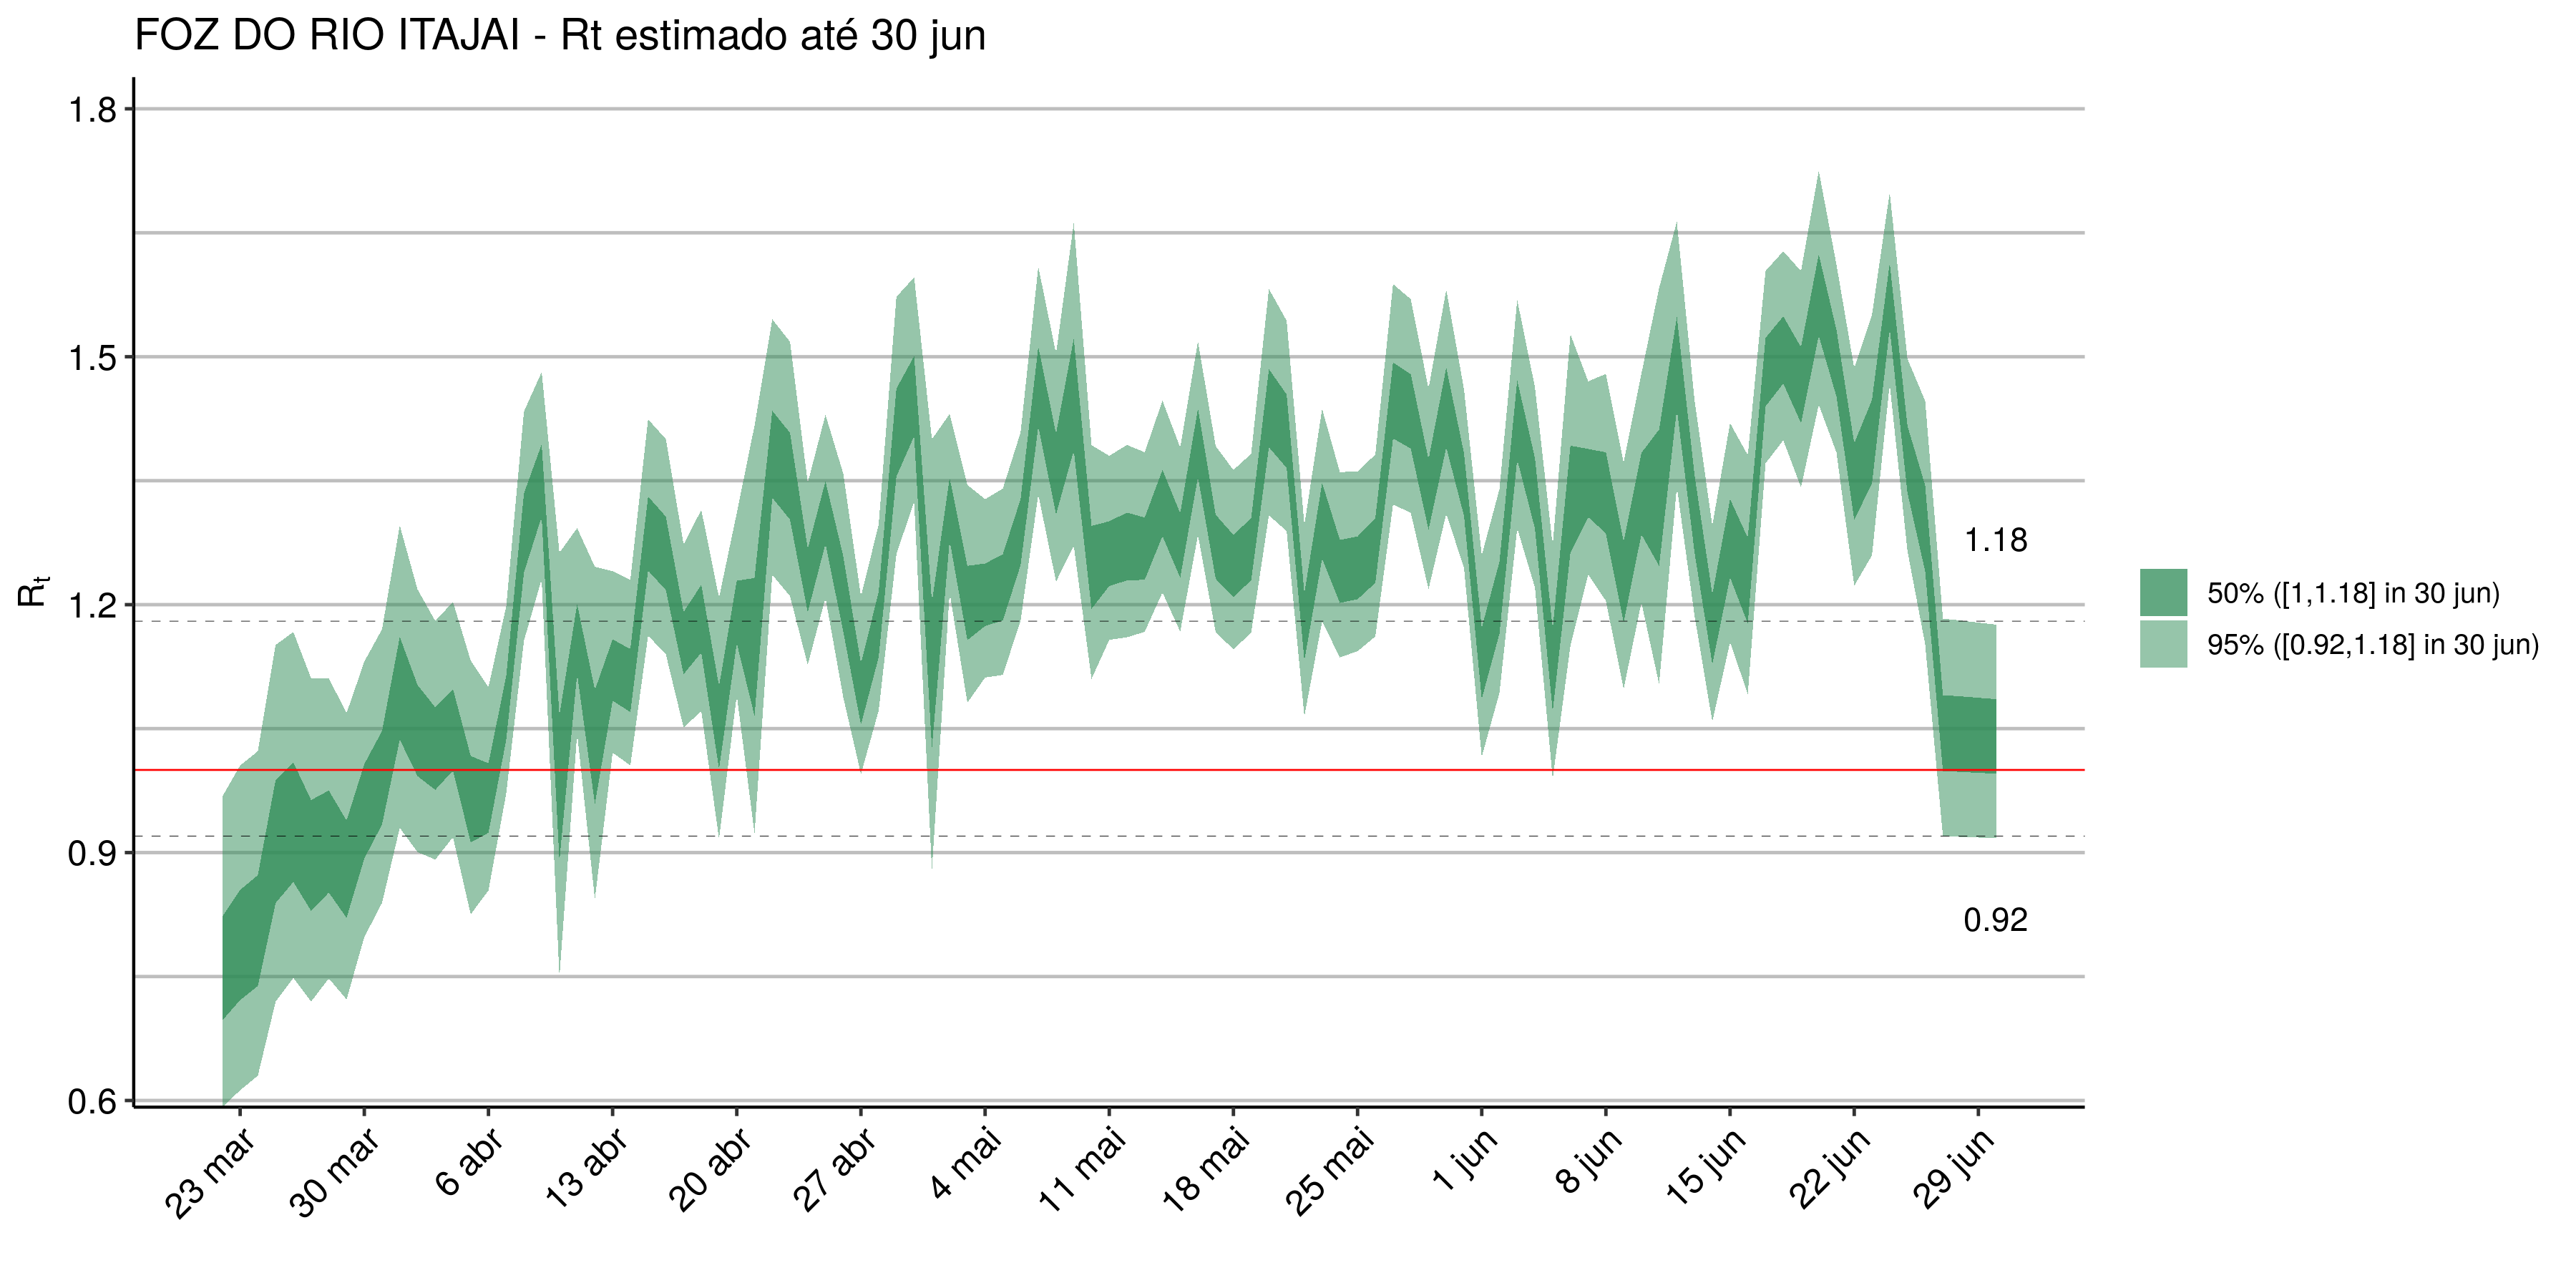 FOZ DO RIO ITAJAI - Rt estimado até 30 jun
1.8
1.5
1.2
0.9
0.6
Rt
1.18
0.92
50% ([1,1.18] in 30 jun)
95% ([0.92,1.18] in 30 jun)
23 mar
30 mar
6 abr
13 abr
20 abr
27 abr
4 mai
11 mai
18 mai
25 mai
1 jun
8 jun
15 jun
22 jun
29 jun